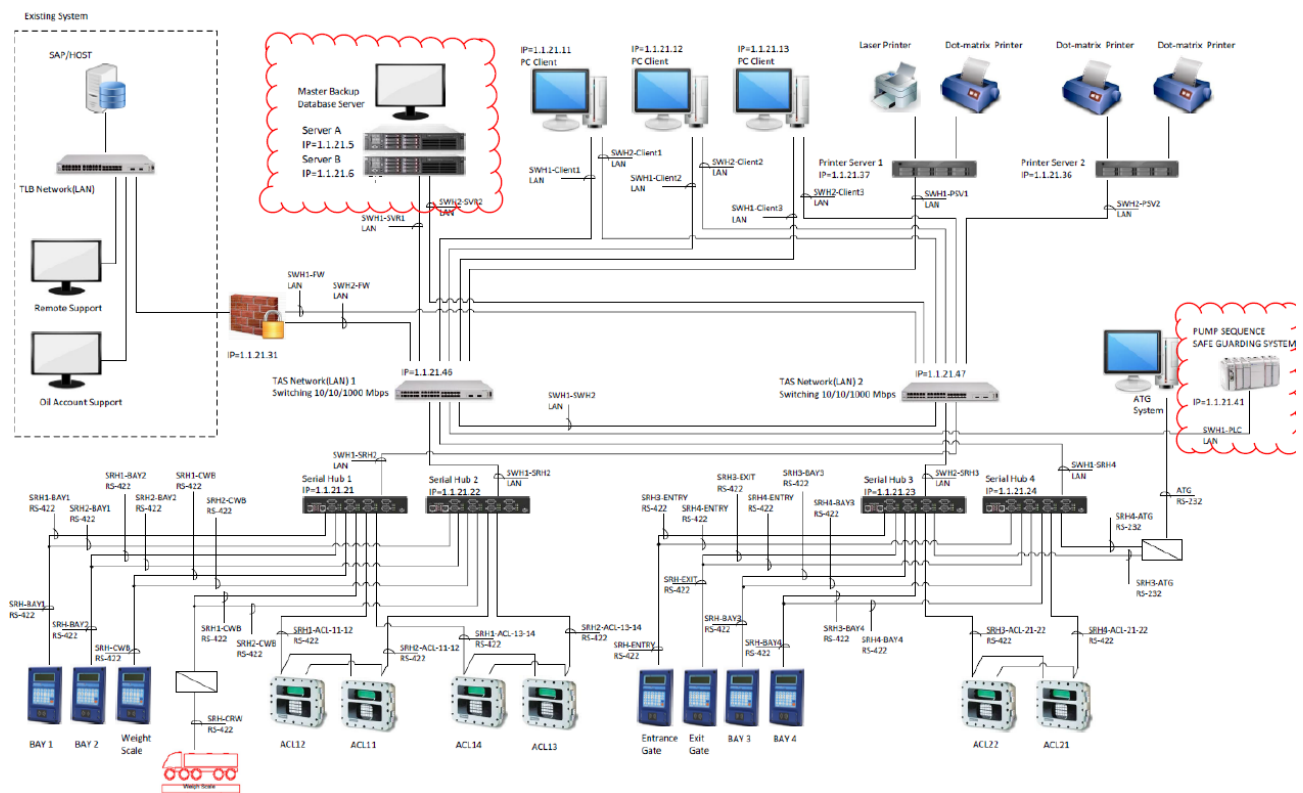 Existing System
SAP/HOST
TLB Network(LAN)
Remote Support
Oil Account Support
Master Backup
Database Server
Server A
IP=1.1.21.5
Server B
IP=1.1.21.6
SWH1-SVR1
LAN
SWH2-SVR2
LAN
IP=1.1.21.11
PC Client
IP=1.1.21.12
PC Client
IP=1.1.21.13
PC Client
SWH1-Client1
LAN
SWH2-Client1
LAN
SWH1-Client2
LAN
SWH2-Client2
LAN
SWH1-Client3
LAN
SWH2-Client3
LAN
Laser Printer
Dot-matrix Printer
Dot-matrix Printer
Dot-matrix Printer
Printer Server 1
IP=1.1.21.37
Printer Server 2
IP=1.1.21.36
SWH1-PSV1
LAN
SWH2-PSV2
LAN
SWH1-FW
LAN
SWH2-FW
LAN
IP=1.1.21.31
IP=1.1.21.46
TAS Network(LAN) 1
Switching 10/10/1000 Mbps
IP=1.1.21.47
TAS Network(LAN) 2
Switching 10/10/1000 Mbps
SWH1-SWH2
LAN
ATG
System
PUMP SEQUENCE
SAFE GUARDING SYSTEM
IP=1.1.21.41
SWH1-PLC
LAN
SWH1-SRH2
LAN
SWH1-SRH2
LAN
SWH2-SRH3
LAN
SWH1-SRH4
LAN
Serial Hub 1
IP=1.1.21.21
Serial Hub 2
IP=1.1.21.22
Serial Hub 3
IP=1.1.21.23
Serial Hub 4
IP=1.1.21.24
SRH1-BAY1
RS-422
SRH2-BAY1
RS-422
SRH1-BAY2
RS-422
SRH2-BAY2
RS-422
SRH1-CWB
RS-422
SRH2-CWB
RS-422
SRH3-ENTRY
RS-422
SRH4-ENTRY
RS-422
SRH3-EXIT
RS-422
SRH4-ENTRY
RS-422
SRH3-BAY3
RS-422
SRH4-BAY3
RS-422
ATG
RS-232
SRH4-ATG
RS-232
SRH3-ATG
RS-232
SRH-BAY1
RS-422
SRH-BAY2
RS-422
SRH-CWB
RS-422
SRH1-CWB
RS-422
SRH2-CWB
RS-422
SRH1-ACL-11-12
RS-422
SRH2-ACL-11-12
RS-422
SRH1-ACL-13-14
RS-422
SRH2-ACL-13-14
RS-422
SRH-ENTRY
RS-422
SRH-EXIT
RS-422
SRH-BAY3
RS-422
SRH-BAY4
RS-422
SRH3-BAY4
RS-422
SRH4-BAY4
RS-422
SRH3-ACL-21-22
RS-422
SRH4-ACL-21-22
RS-422
SRH-CRW
RS-422
BAY 1
BAY 2
Weight
Scale
Weigh Scale
ACL12
ACL11
ACL14
ACL13
Entrance
Gate
Exit
Gate
BAY 3
BAY 4
ACL22
ACL21